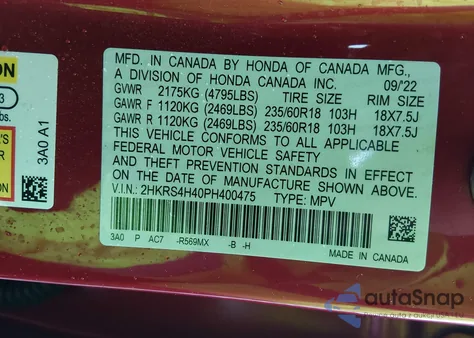 ON
3
bs.
'S
3A0 A1
MFD. IN CANADA BY HONDA OF CANADA MFG.,
A DIVISION OF HONDA CANADA INC. 09/'22
GVWR 2175KG (4795LBS) TIRE SIZE RIM SIZE
GAWR F 1120KG (2469LBS) 235/60R18 103H 18X7.5J
GAWR R 1120KG (2469LBS) 235/60R18 103H 18X7.5J
THIS VEHICLE CONFORMS TO ALL APPLICABLE
FEDERAL MOTOR VEHICLE SAFETY
AND THEFT PREVENTION STANDARDS IN EFFECT
ON THE DATE OF MANUFACTURE SHOWN ABOVE.
V.I.N.: 2HKRS4H40PH400475 TYPE: MPV
3A0 P AC7 -R569MX -B -H
MADE IN CANADA
autoSnap